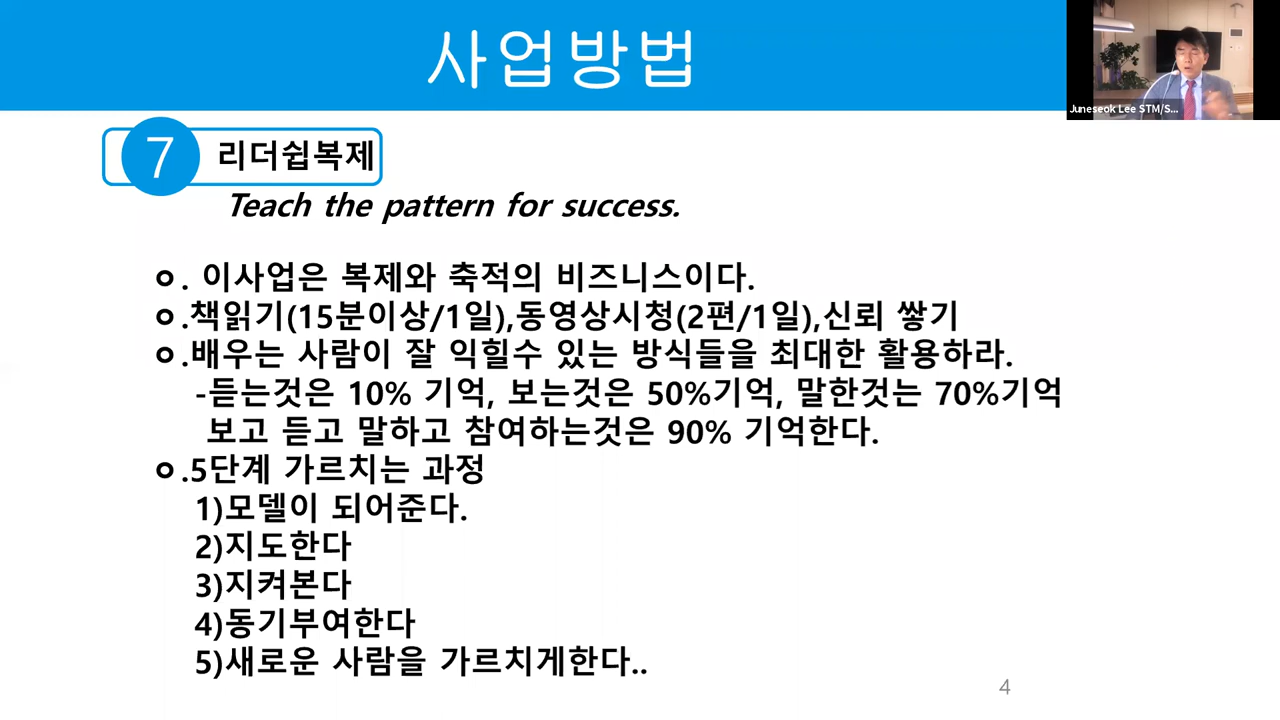 사업방법
Juneseok Lee STM/S...
7 리더쉽복제
Teach the pattern for success.
ㅇ. 이사업은 복제와 축적의 비즈니스이다.
ㅇ.책읽기(15분이상/1일),동영상시청(2편/1일),신뢰 쌓기
ㅇ.배우는 사람이 잘 익힐수 있는 방식들을 최대한 활용하라.
-듣는것은 10% 기억, 보는것은 50%기억, 말한것는 70%기억
보고 듣고 말하고 참여하는것은 90% 기억한다.
ㅇ.5단계 가르치는 과정
1)모델이 되어준다.
2)지도한다
3)지켜본다
4)동기부여한다
5)새로운 사람을 가르치게한다..
4